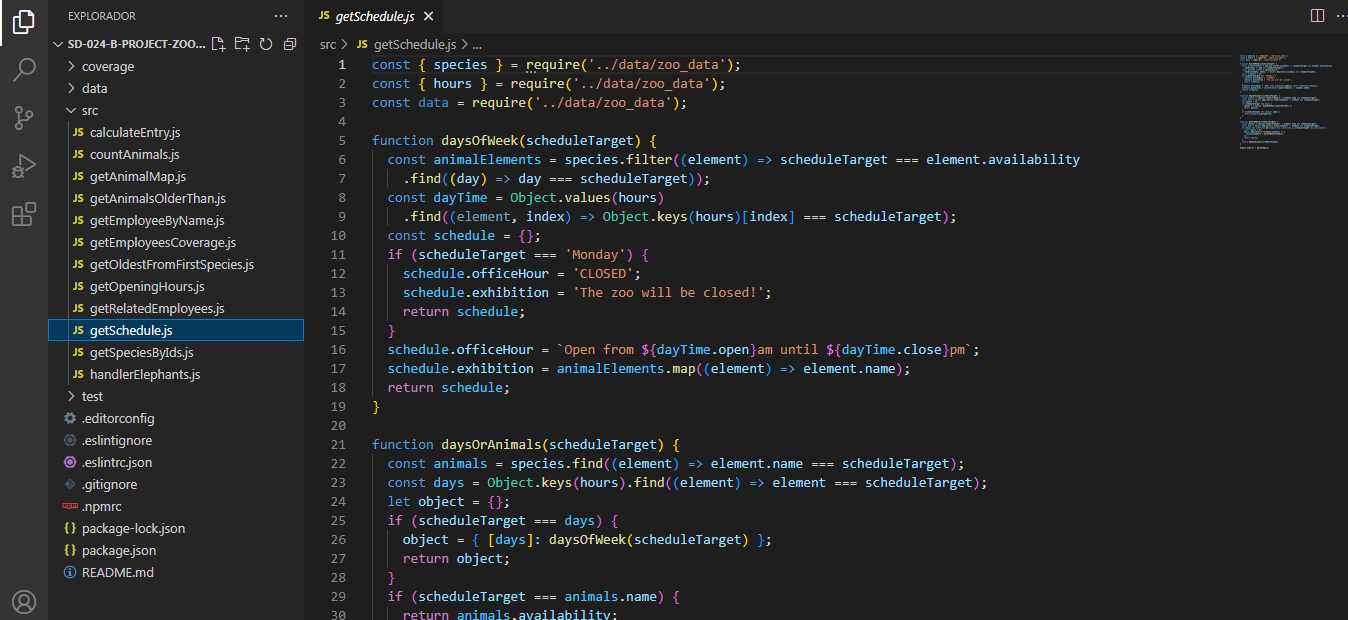 EXPLORADOR
SD-024-B-PROJECT-ZOO...
coverage
data
src
JS calculateEntry.js
JS countAnimals.js
JS getAnimalMap.js
JS getAnimalsOlderThan.js
JS getEmployeeByName.js
JS getEmployeesCoverage.js
JS getOldestFromFirstSpecies.js
JS getOpeningHours.js
JS getRelatedEmployees.js
JS getSchedule.js
JS getSpeciesByIds.js
JS handlerElephants.js
test
.editorconfig
.eslintignore
.eslintrc.json
.gitignore
.npmrc
{} package-lock.json
{} package.json
README.md
JS getSchedule.js
src > JS getSchedule.js > ...
1 const { species } = require('../data/zoo_data');
2 const { hours } = require('../data/zoo_data');
3 const data = require('../data/zoo_data');
4
5 function daysOfWeek(scheduleTarget) {
6 const animalElements = species.filter((element) => scheduleTarget === element.availability
7 .find((day) => day === scheduleTarget));
8 const dayTime = Object.values(hours)
9 .find((element, index) => Object.keys(hours)[index] === scheduleTarget);
10 const schedule = {};
11 if (scheduleTarget === 'Monday') {
12 schedule.officeHour = 'CLOSED';
13 schedule.exhibition = 'The zoo will be closed!';
14 return schedule;
15 }
16 schedule.officeHour = `Open from ${dayTime.open}am until ${dayTime.close}pm`;
17 schedule.exhibition = animalElements.map((element) => element.name);
18 return schedule;
19 }
20
21 function daysOrAnimals(scheduleTarget) {
22 const animals = species.find((element) => element.name === scheduleTarget);
23 const days = Object.keys(hours).find((element) => element === scheduleTarget);
24 let object = {};
25 if (scheduleTarget === days) {
26 object = { [days]: daysOfWeek(scheduleTarget) };
27 return object;
28 }
29 if (scheduleTarget === animals.name) {
30 return animals.availability;